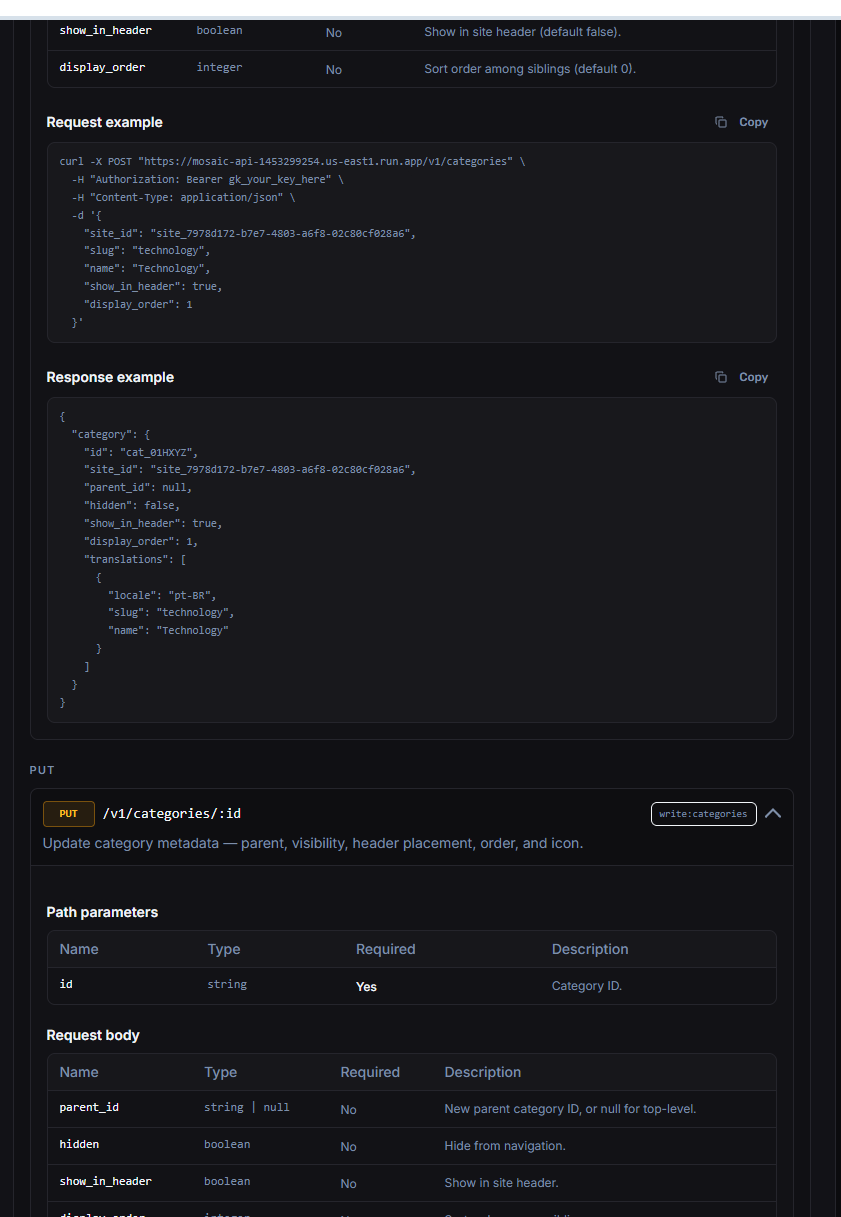 show_in_header boolean No Show in site header (default false).
display_order integer No Sort order among siblings (default 0).
Request example Copy
curl -X POST "https://mosaic-api-1453299254.us-east1.run.app/v1/categories" \
-H "Authorization: Bearer gk_your_key_here" \
-H "Content-Type: application/json" \
-d '{
"site_id": "site_7978d172-b7e7-4803-a6f8-02c80cf028a6",
"slug": "technology",
"name": "Technology",
"show_in_header": true,
"display_order": 1
}'
Response example Copy
{
"category": {
"id": "cat_01HXYZ",
"site_id": "site_7978d172-b7e7-4803-a6f8-02c80cf028a6",
"parent_id": null,
"hidden": false,
"show_in_header": true,
"display_order": 1,
"translations": [
{
"locale": "pt-BR",
"slug": "technology",
"name": "Technology"
}
]
}
}
PUT
PUT /v1/categories/:id write:categories
Update category metadata — parent, visibility, header placement, order, and icon.
Path parameters
Name Type Required Description
id string Yes Category ID.
Request body
Name Type Required Description
parent_id string | null No New parent category ID, or null for top-level.
hidden boolean No Hide from navigation.
show_in_header boolean No Show in site header.
display_order integer No